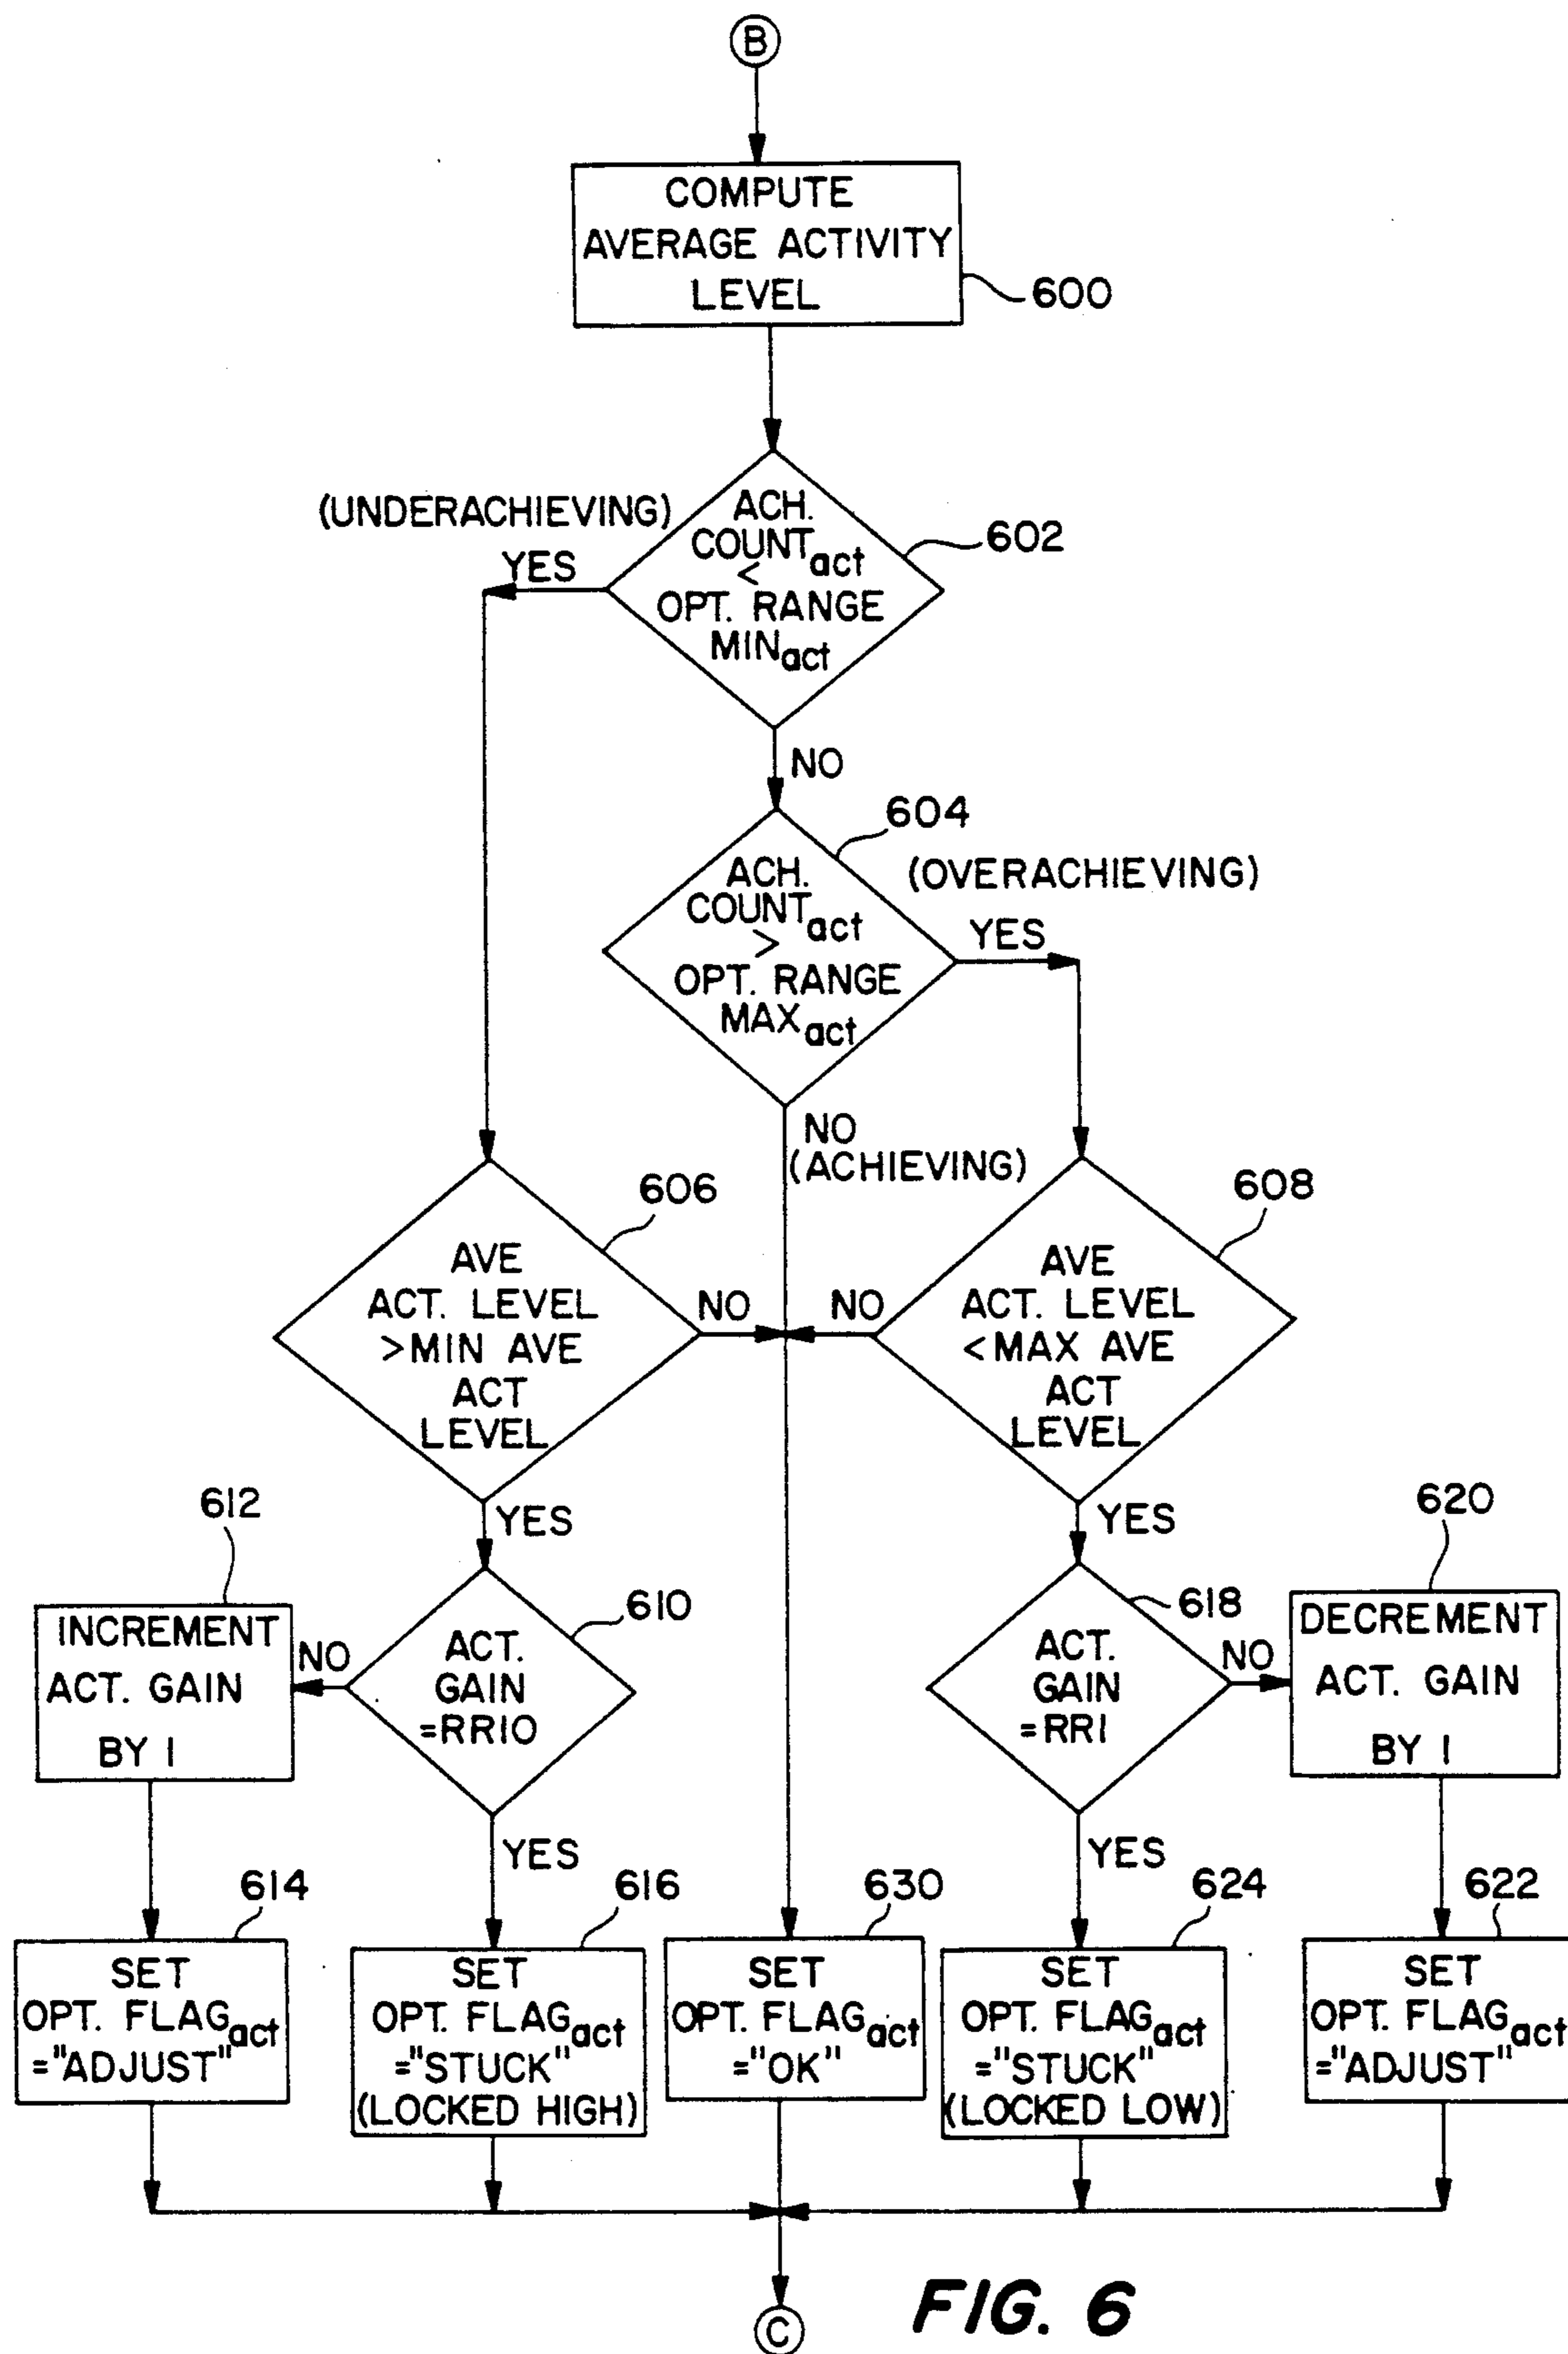 B
COMPUTE
AVERAGE ACTIVITY
LEVEL
600
(UNDERACHIEVING)
YES
ACH.
COUNTact
<
OPT. RANGE
MINact
602
NO
604
ACH.
COUNTact
>
OPT. RANGE
MAXact
(OVERACHIEVING)
YES
NO
(ACHIEVING)
606
AVE
ACT. LEVEL
>MIN AVE
ACT
LEVEL
NO
608
AVE
ACT. LEVEL
<MAX AVE
ACT
LEVEL
NO
YES
YES
612
INCREMENT
ACT. GAIN
BY 1
NO
610
ACT.
GAIN
=RR10
618
ACT.
GAIN
=RR1
NO
620
DECREMENT
ACT. GAIN
BY 1
YES
YES
614
SET
OPT. FLAGact
="ADJUST"
616
SET
OPT. FLAGact
="STUCK"
(LOCKED HIGH)
630
SET
OPT. FLAGact
="OK"
624
SET
OPT. FLAGact
="STUCK"
(LOCKED LOW)
622
SET
OPT. FLAGact
="ADJUST"
C
FIG. 6